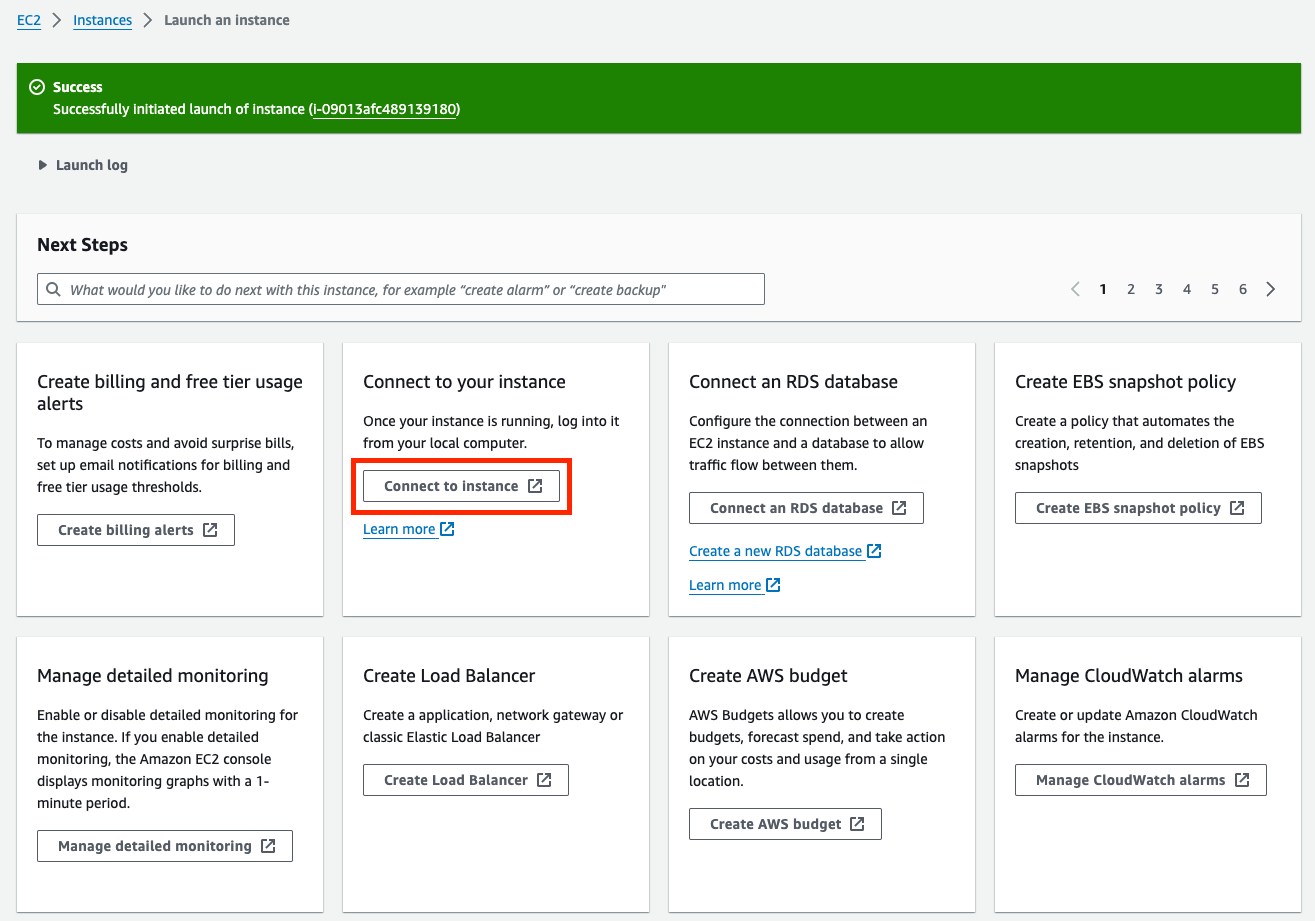 EC2 > Instances > Launch an instance
Success
Successfully initiated launch of instance (i-09013afc489139180)
Launch log
Next Steps
What would you like to do next with this instance, for example “create alarm” or “create backup”
1 2 3 4 5 6
Create billing and free tier usage
alerts
To manage costs and avoid surprise bills,
set up email notifications for billing and
free tier usage thresholds.
Create billing alerts
Connect to your instance
Once your instance is running, log into it
from your local computer.
Connect to instance
Learn more
Connect an RDS database
Configure the connection between an
EC2 instance and a database to allow
traffic flow between them.
Connect an RDS database
Create a new RDS database
Learn more
Create EBS snapshot policy
Create a policy that automates the
creation, retention, and deletion of EBS
snapshots
Create EBS snapshot policy
Manage detailed monitoring
Enable or disable detailed monitoring for
the instance. If you enable detailed
monitoring, the Amazon EC2 console
displays monitoring graphs with a 1-
minute period.
Manage detailed monitoring
Create Load Balancer
Create a application, network gateway or
classic Elastic Load Balancer
Create Load Balancer
Create AWS budget
AWS Budgets allows you to create
budgets, forecast spend, and take action
on your costs and usage from a single
location.
Create AWS budget
Manage CloudWatch alarms
Create or update Amazon CloudWatch
alarms for the instance.
Manage CloudWatch alarms